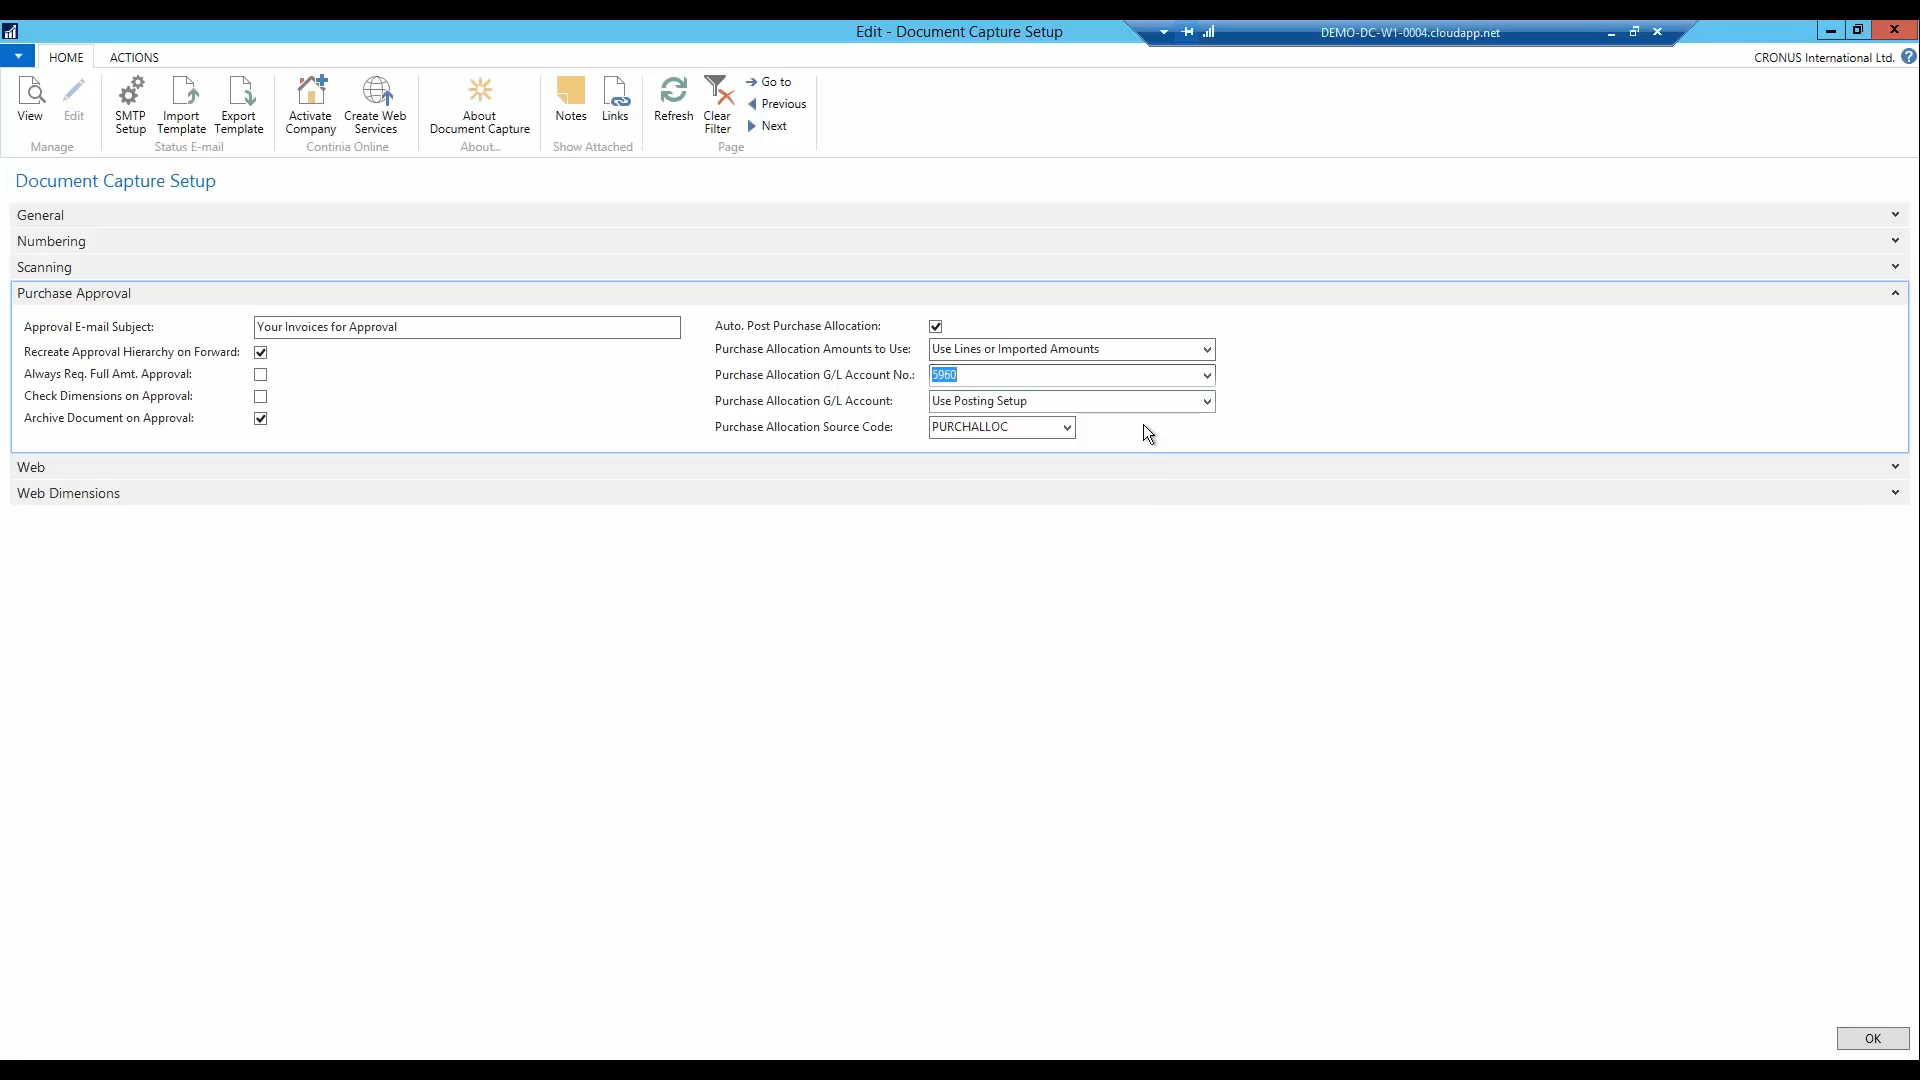 Edit - Document Capture Setup
DEMO-DC-W1-0004.cloudapp.net
HOME
ACTIONS
CRONUS International Ltd.
View
Edit
SMTP Setup
Import Template
Export Template
Activate Company
Create Web Services
About Document Capture
Notes
Links
Refresh
Clear Filter
Go to
Previous
Next
Manage
Status E-mail
Continia Online
About...
Show Attached
Page
Document Capture Setup
General
Numbering
Scanning
Purchase Approval
Approval E-mail Subject: Your Invoices for Approval
Recreate Approval Hierarchy on Forward:
Always Req. Full Amt. Approval:
Check Dimensions on Approval:
Archive Document on Approval:
Auto. Post Purchase Allocation:
Purchase Allocation Amounts to Use: Use Lines or Imported Amounts
Purchase Allocation G/L Account No.: 5960
Purchase Allocation G/L Account: Use Posting Setup
Purchase Allocation Source Code: PURCHALLOC
Web
Web Dimensions
OK